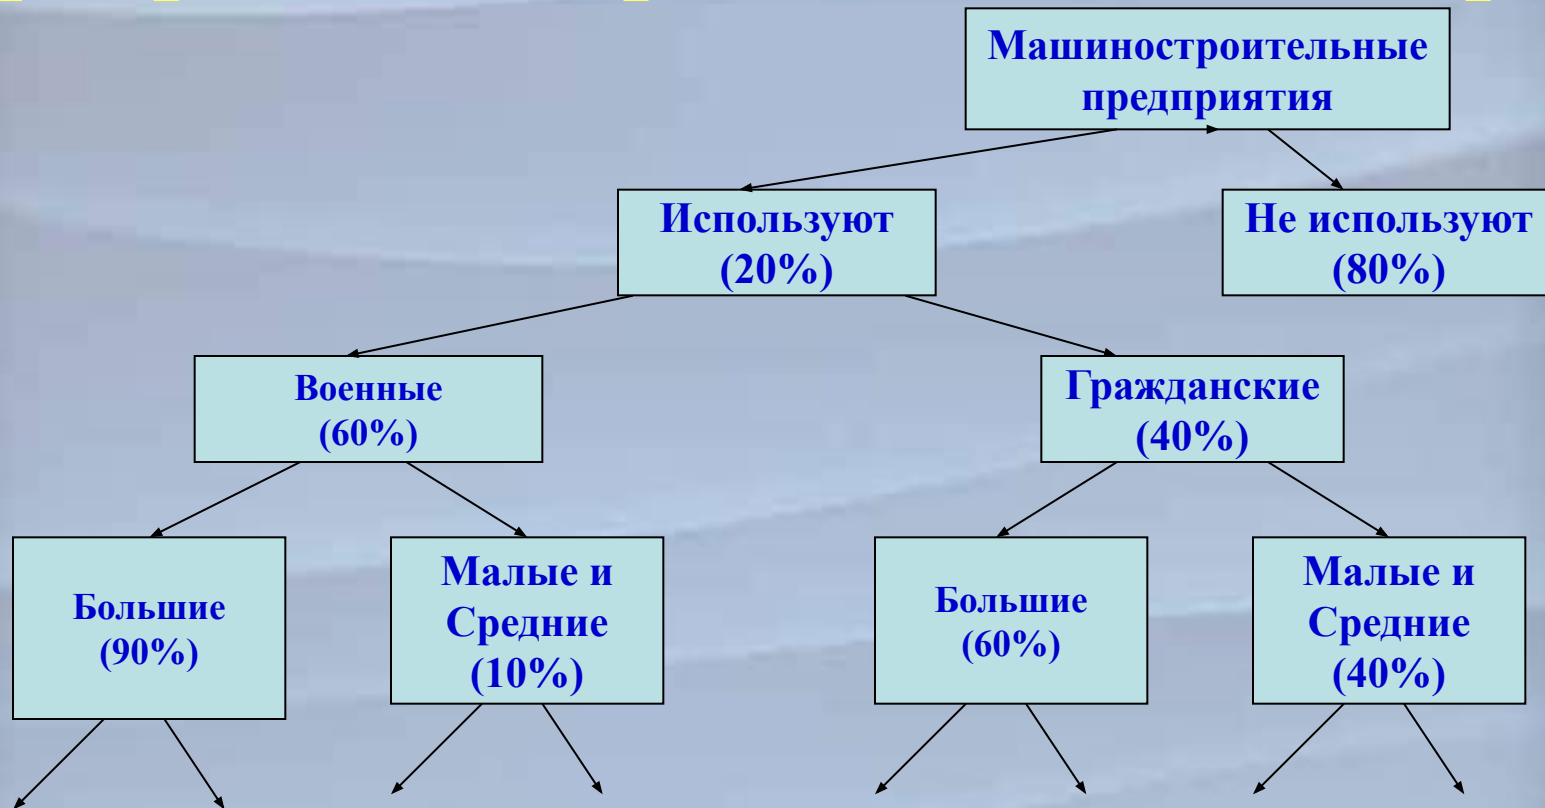 Машиностроительные
предприятия
Используют
(20%)
Не используют
(80%)
Военные
(60%)
Гражданские
(40%)
Большие
(90%)
Малые и
Средние
(10%)
Большие
(60%)
Малые и
Средние
(40%)